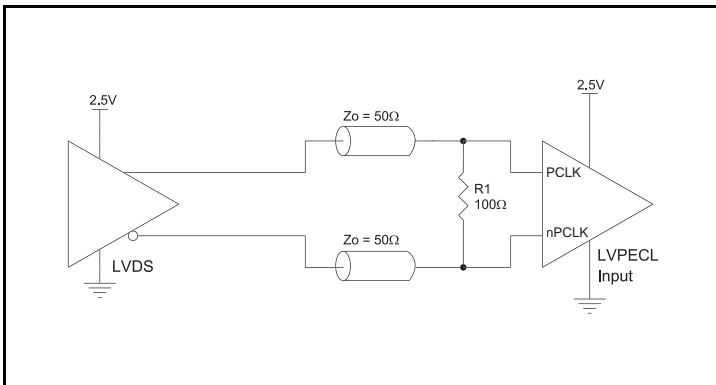 2.5V
2.5V
Zo = 50Ω
PCLK
R1
100Ω
Zo = 50Ω
nPCLK
LVDS
LVPECL
Input